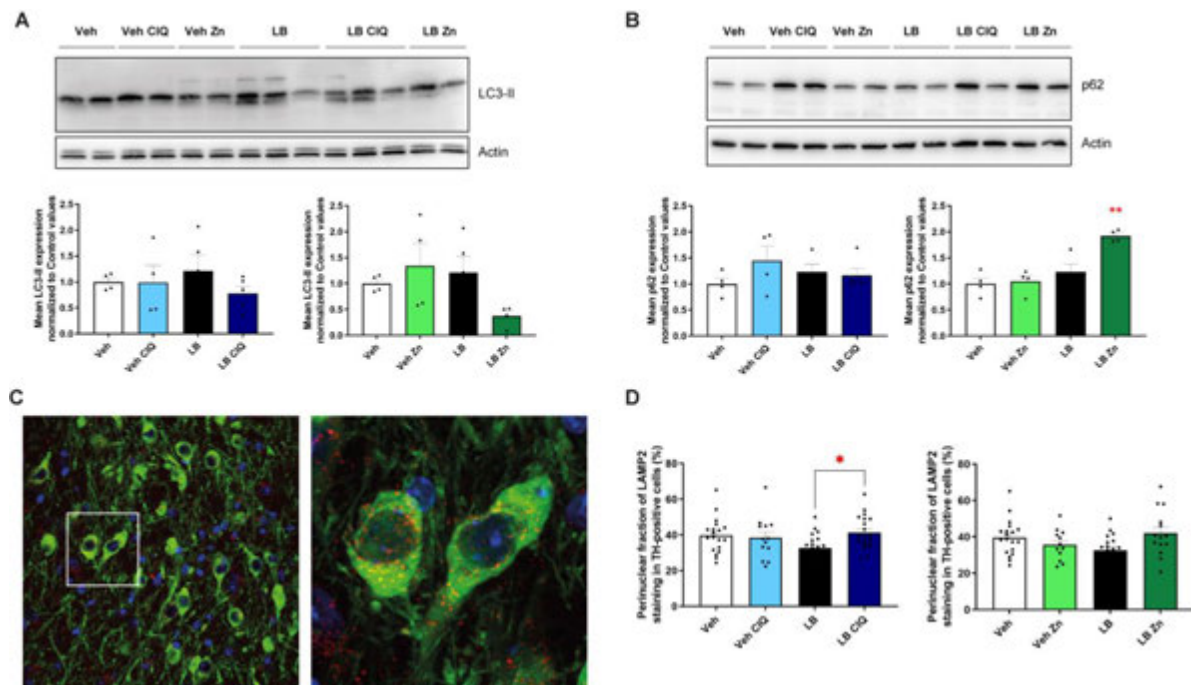 A
Veh Veh ClQ Veh Zn LB LB ClQ LB Zn
LC3-II
Actin
Mean LC3-II expression
normalized to Control values
2.5
2.0
1.5
1.0
0.5
0.0
Veh Veh ClQ LB LB ClQ
Mean LC3-II expression
normalized to Control values
2.5
2.0
1.5
1.0
0.5
0.0
Veh Veh Zn LB LB Zn
B
Veh Veh ClQ Veh Zn LB LB ClQ LB Zn
p62
Actin
Mean p62 expression
normalized to Control values
2.5
2.0
1.5
1.0
0.5
0.0
Veh Veh ClQ LB LB ClQ
Mean p62 expression
normalized to Control values
2.5
2.0
1.5
1.0
0.5
0.0
**
Veh Veh Zn LB LB Zn
C
D
Perinuclear fraction of LAMP2
staining in TH-positive cells (%)
80
60
40
20
0
*
Veh Veh ClQ LB LB ClQ
Perinuclear fraction of LAMP2
staining in TH-positive cells (%)
80
60
40
20
0
Veh Veh Zn LB LB Zn